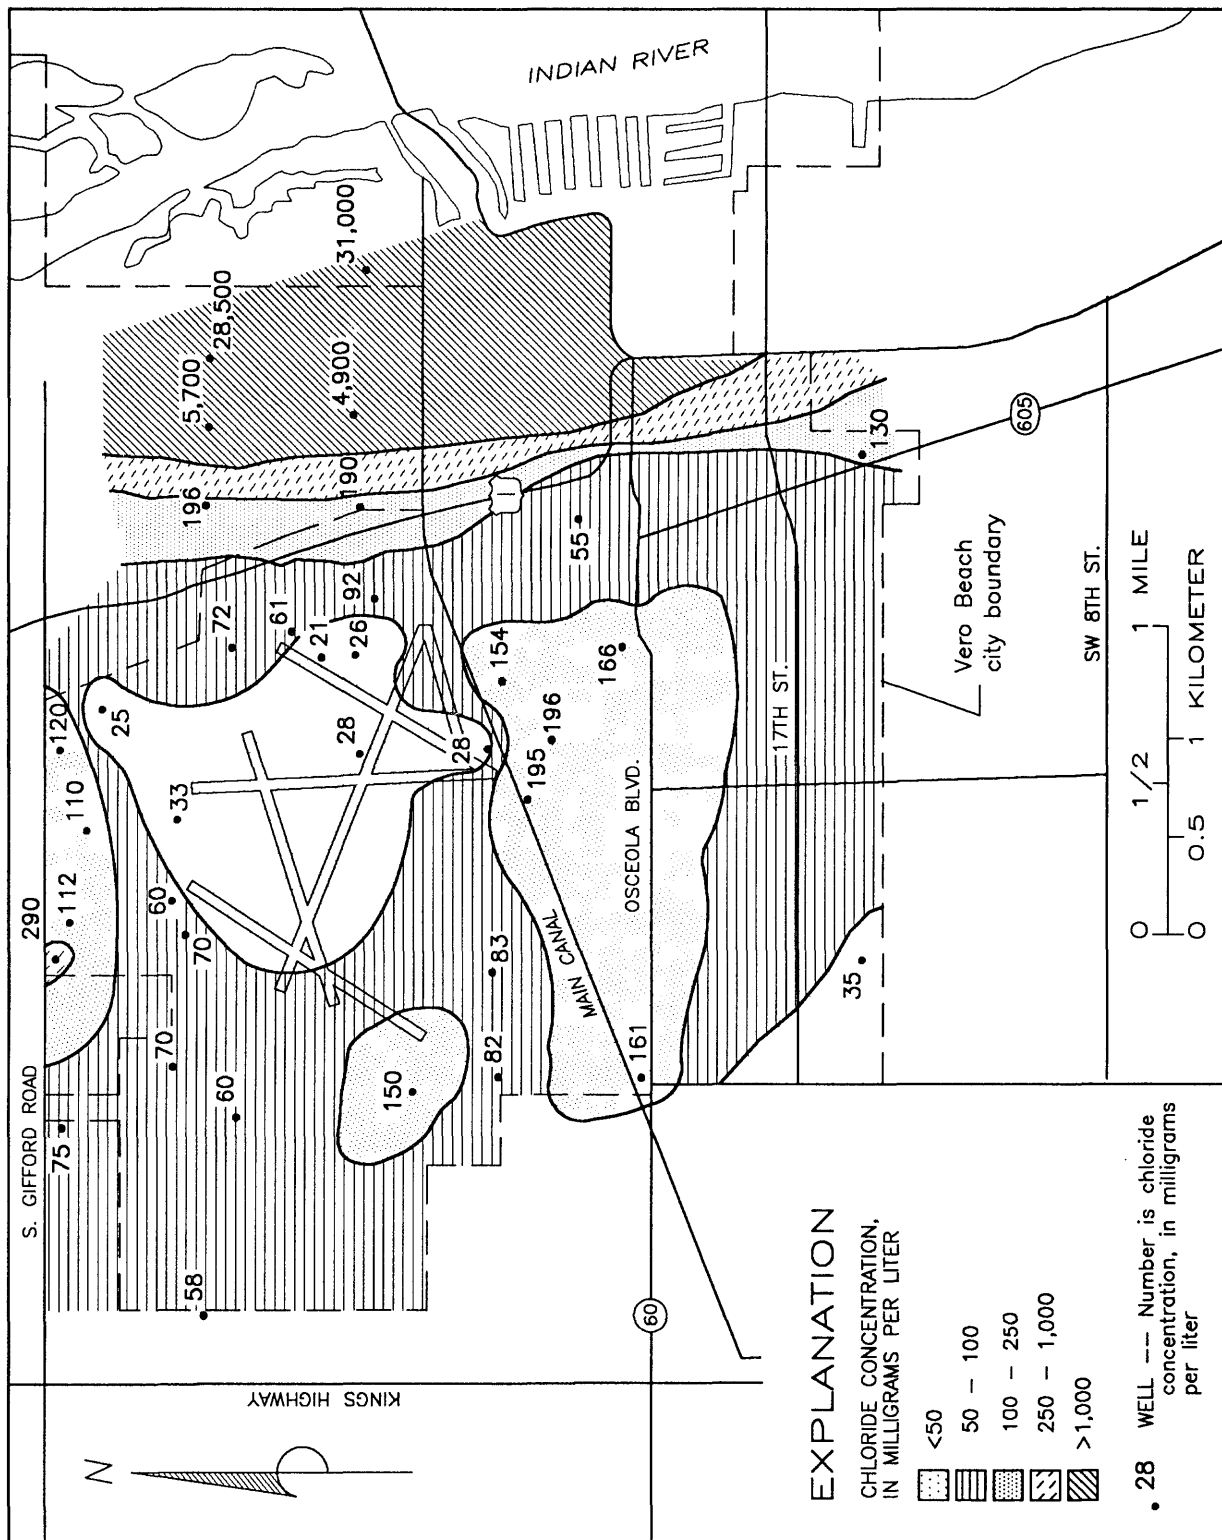 N
KINGS HIGHWAY
S. GIFFORD ROAD
290
75
112
110
120
25
58
70
60
70
60
33
72
61
21
26
92
28
28
196
190
5,700
28,500
4,900
31,000
INDIAN RIVER
150
82
83
MAIN CANAL
195
196
154
166
55
1
161
60
OSCEOLA BLVD.
17TH ST.
35
130
605
Vero Beach
city boundary
SW 8TH ST.
0 1/2 1 MILE
0 0.5 1 KILOMETER
EXPLANATION
CHLORIDE CONCENTRATION,
IN MILLIGRAMS PER LITER
<50
50 – 100
100 – 250
250 – 1,000
>1,000
28 WELL –– Number is chloride
concentration, in milligrams
per liter